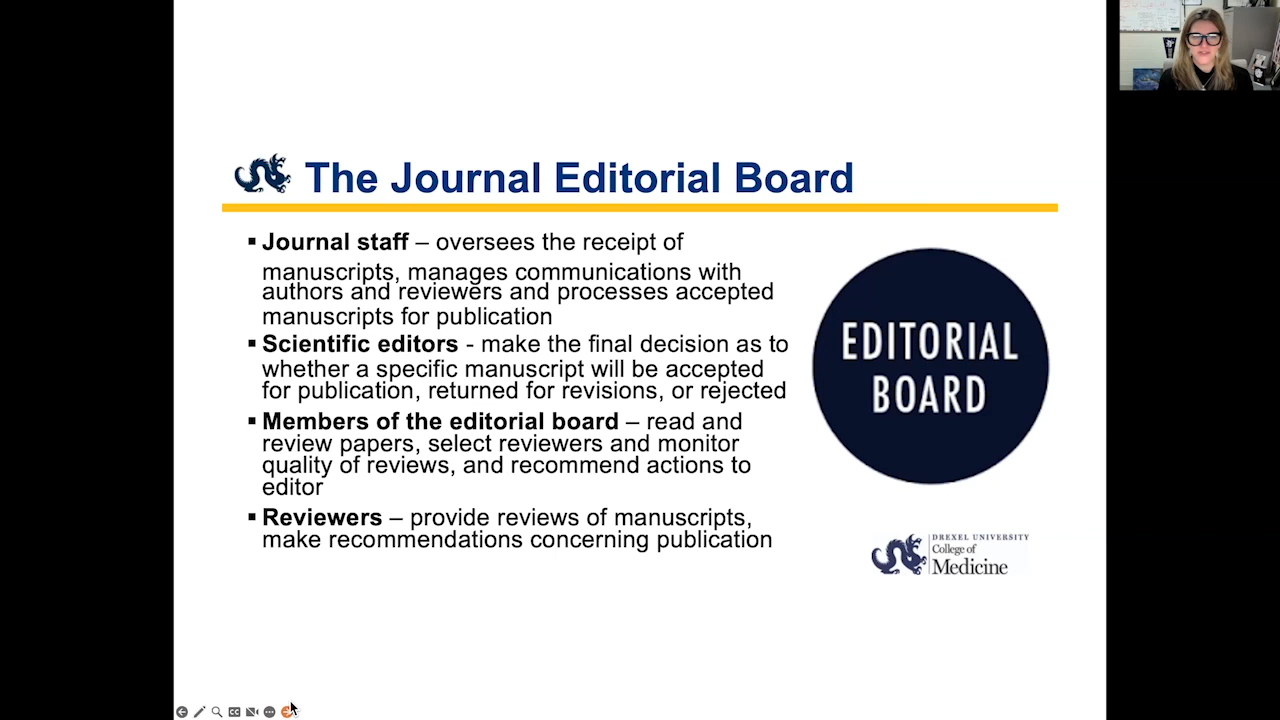 The Journal Editorial Board
▪ Journal staff – oversees the receipt of
manuscripts, manages communications with
authors and reviewers and processes accepted
manuscripts for publication
▪ Scientific editors - make the final decision as to
whether a specific manuscript will be accepted
for publication, returned for revisions, or rejected
▪ Members of the editorial board – read and
review papers, select reviewers and monitor
quality of reviews, and recommend actions to
editor
▪ Reviewers – provide reviews of manuscripts,
make recommendations concerning publication
EDITORIAL
BOARD
DREXEL UNIVERSITY
College of
Medicine
CC